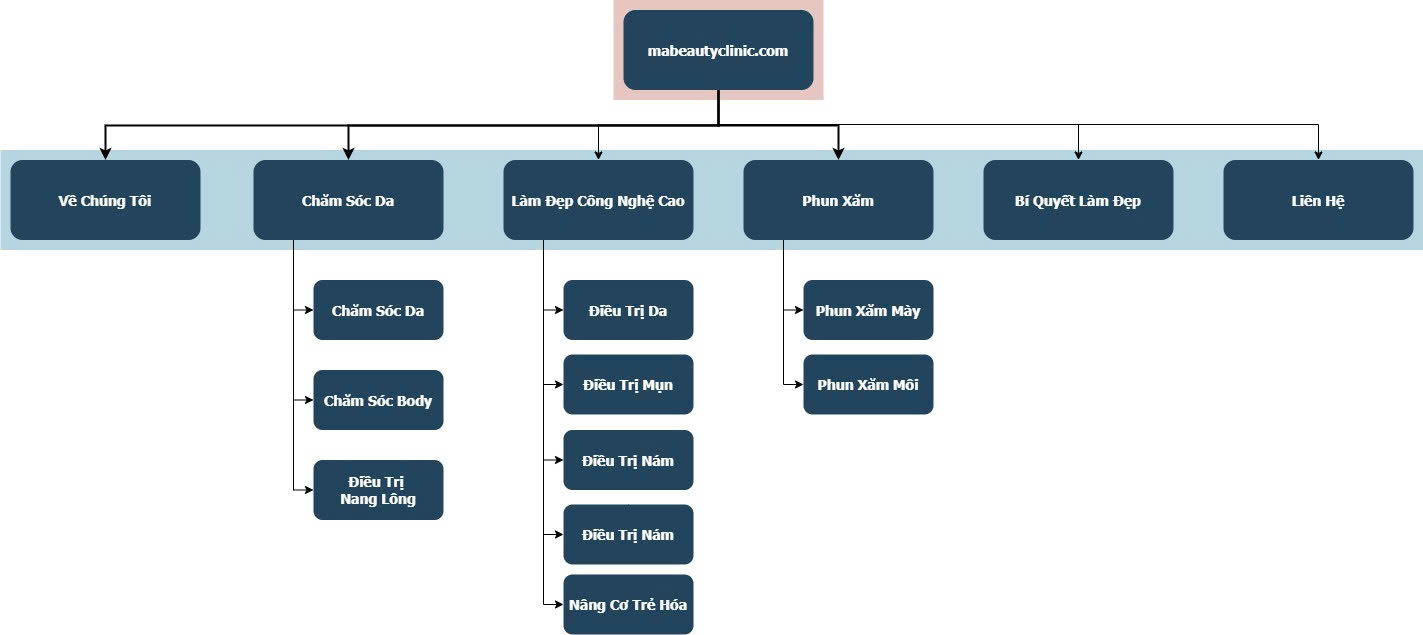 mabeautyclinic.com
Về Chúng Tôi
Chăm Sóc Da
Làm Đẹp Công Nghệ Cao
Phun Xăm
Bí Quyết Làm Đẹp
Liên Hệ
Chăm Sóc Da
Chăm Sóc Body
Điều Trị
Nang Lông
Điều Trị Da
Điều Trị Mụn
Điều Trị Nám
Điều Trị Nám
Nâng Cơ Trẻ Hóa
Phun Xăm Mày
Phun Xăm Môi